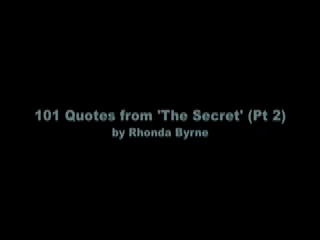 101 Quotes from 'The Secret' (Pt 2)
by Rhonda Byrne